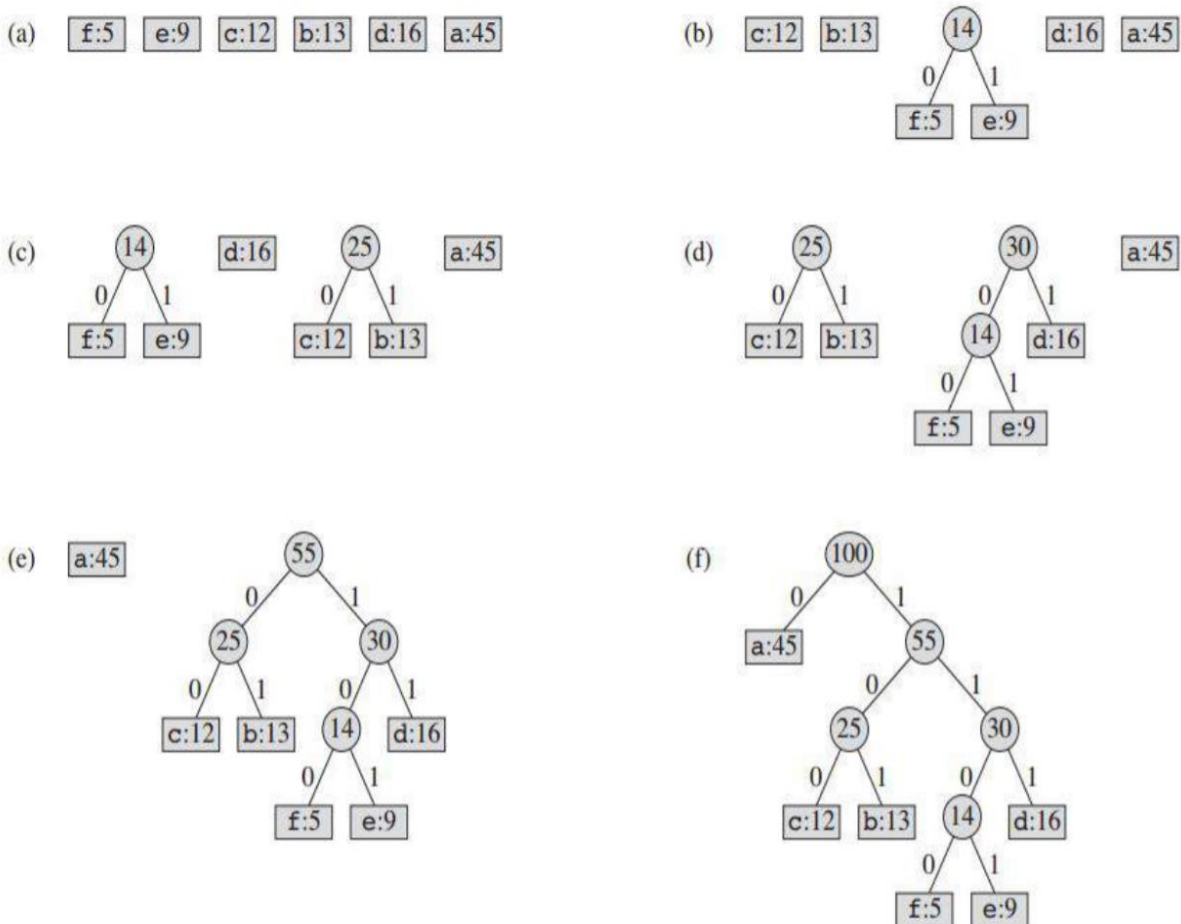 (a) f:5 e:9 c:12 b:13 d:16 a:45
(b) c:12 b:13 14 d:16 a:45
0 1
f:5 e:9
(c) 14 d:16 25 a:45
0 1 0 1
f:5 e:9 c:12 b:13
(d) 25 30 a:45
0 1 0 1
c:12 b:13 14 d:16
0 1
f:5 e:9
(e) a:45 55
0 1
25 30
0 1 0 1
c:12 b:13 14 d:16
0 1
f:5 e:9
(f) 100
0 1
a:45 55
0 1
25 30
0 1 0 1
c:12 b:13 14 d:16
0 1
f:5 e:9